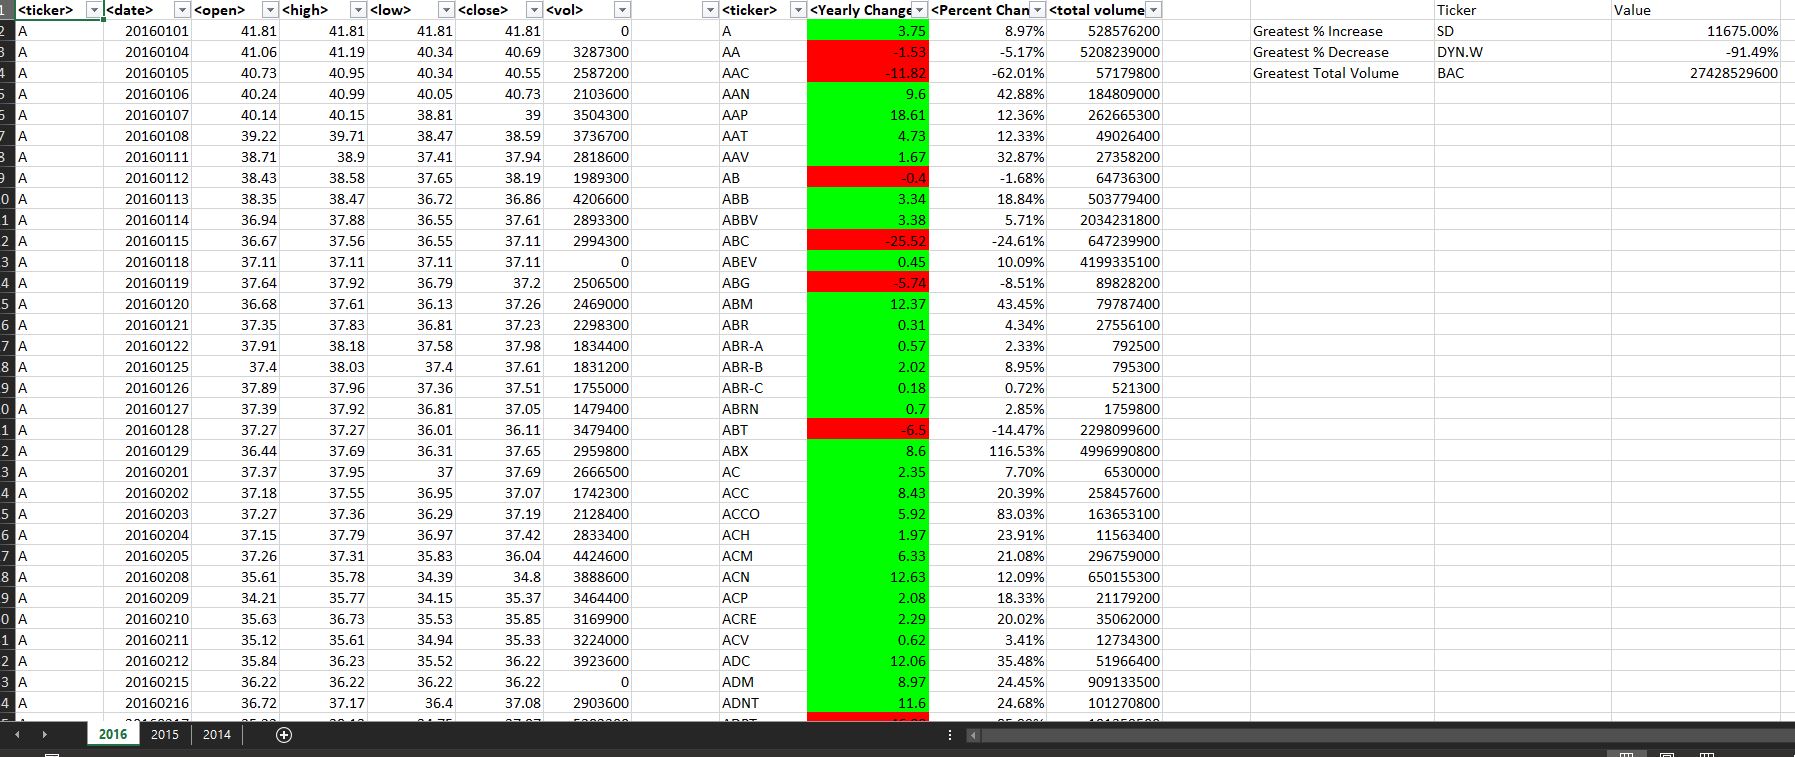 1 <ticker> <date> <open> <high> <low> <close> <vol> <ticker> <Yearly Change <Percent Chan <total volume Ticker Value
2 A 20160101 41.81 41.81 41.81 41.81 0 A 3.75 8.97% 528576200 Greatest % Increase SD 11675.00%
3 A 20160104 41.06 41.19 40.34 40.69 3287300 AA -1.53 -5.17% 5208239000 Greatest % Decrease DYN.W -91.49%
4 A 20160105 40.73 40.95 40.34 40.55 2587200 AAC -11.82 -62.01% 57179800 Greatest Total Volume BAC 27428529600
5 A 20160106 40.24 40.99 40.05 40.73 2103600 AAN 9.6 42.88% 184809000
6 A 20160107 40.14 40.15 38.81 39 3504300 AAP 18.61 12.36% 262665300
7 A 20160108 39.22 39.71 38.47 38.59 3736700 AAT 4.73 12.33% 49026400
8 A 20160111 38.71 38.9 37.41 37.94 2818600 AAV 1.67 32.87% 27358200
9 A 20160112 38.43 38.58 37.65 38.19 1989300 AB -0.4 -1.68% 64736300
0 A 20160113 38.35 38.47 36.72 36.86 4206600 ABB 3.34 18.84% 503779400
1 A 20160114 36.94 37.88 36.55 37.61 2893300 ABBV 3.38 5.71% 2034231800
2 A 20160115 36.67 37.56 36.55 37.11 2994300 ABC -25.52 -24.61% 647239900
3 A 20160118 37.11 37.11 37.11 37.11 0 ABEV 0.45 10.09% 4199335100
4 A 20160119 37.64 37.92 36.79 37.2 2506500 ABG -5.74 -8.51% 89828200
5 A 20160120 36.68 37.61 36.13 37.26 2469000 ABM 12.37 43.45% 79787400
6 A 20160121 37.35 37.83 36.81 37.23 2298300 ABR 0.31 4.34% 27556100
7 A 20160122 37.91 38.18 37.58 37.98 1834400 ABR-A 0.57 2.33% 792500
8 A 20160125 37.4 38.03 37.4 37.61 1831200 ABR-B 2.02 8.95% 795300
9 A 20160126 37.89 37.96 37.36 37.51 1755000 ABR-C 0.18 0.72% 521300
0 A 20160127 37.39 37.92 36.81 37.05 1479400 ABRN 0.7 2.85% 1759800
1 A 20160128 37.27 37.27 36.01 36.11 3479400 ABT -6.5 -14.47% 2298099600
2 A 20160129 36.44 37.69 36.31 37.65 2959800 ABX 8.6 116.53% 4996990800
3 A 20160201 37.37 37.95 37 37.69 2666500 AC 2.35 7.70% 6530000
4 A 20160202 37.18 37.55 36.95 37.07 1742300 ACC 8.43 20.39% 258457600
5 A 20160203 37.27 37.36 36.29 37.19 2128400 ACCO 5.92 83.03% 163653100
6 A 20160204 37.15 37.79 36.97 37.42 2833400 ACH 1.97 23.91% 11563400
7 A 20160205 37.26 37.31 35.83 36.04 4424600 ACM 6.33 21.08% 296759000
8 A 20160208 35.61 35.78 34.39 34.8 3888600 ACN 12.63 12.09% 650155300
9 A 20160209 34.21 35.77 34.15 35.37 3464400 ACP 2.08 18.33% 21179200
0 A 20160210 35.63 36.73 35.53 35.85 3169900 ACRE 2.29 20.02% 35062000
1 A 20160211 35.12 35.61 34.94 35.33 3224000 ACV 0.62 3.41% 12734300
2 A 20160212 35.84 36.23 35.52 36.22 3923600 ADC 12.06 35.48% 51966400
3 A 20160215 36.22 36.22 36.22 36.22 0 ADM 8.97 24.45% 909133500
4 A 20160216 36.72 37.17 36.4 37.08 2903600 ADNT 11.6 24.68% 101270800
2016 2015 2014